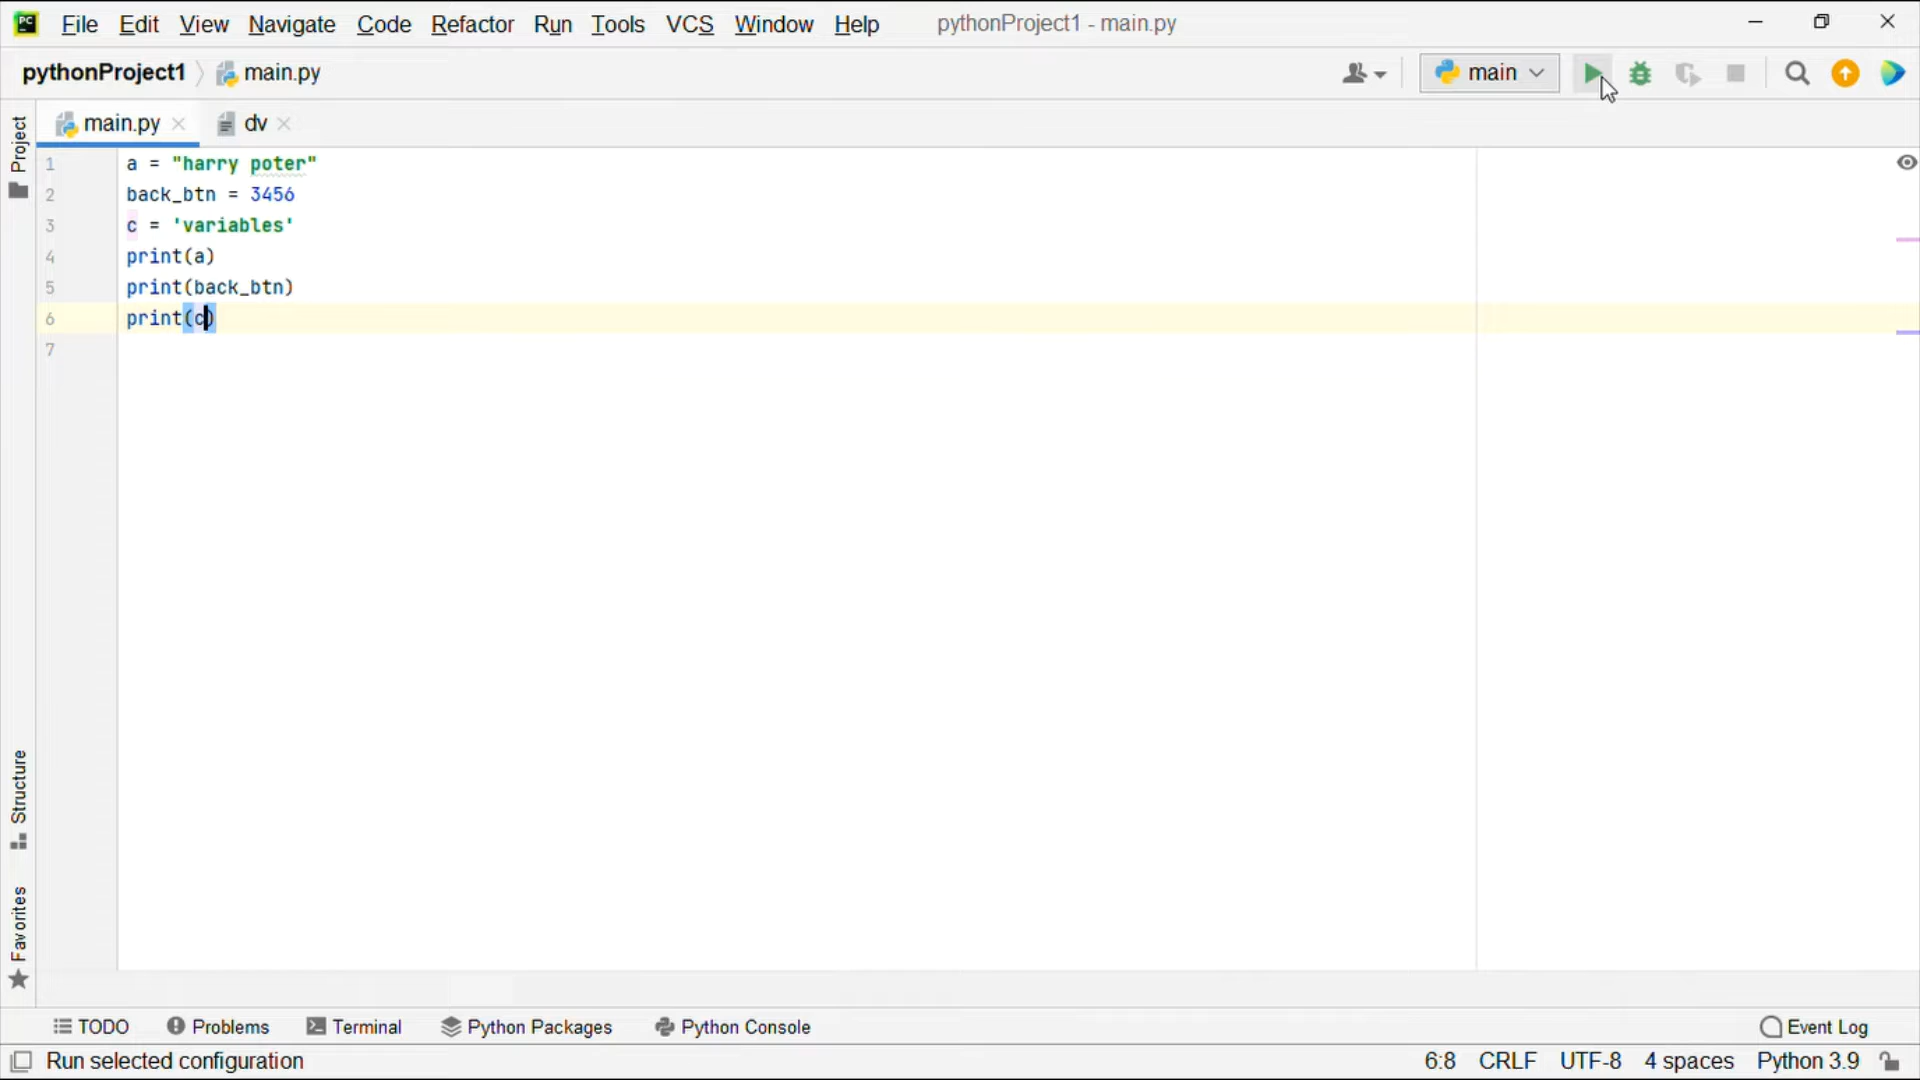 PC File Edit View Navigate Code Refactor Run Tools VCS Window Help pythonProject1 - main.py
pythonProject1 main.py main
Project
main.py dv
1 a = "harry poter"
2 back_btn = 3456
3 c = 'variables'
4 print(a)
5 print(back_btn)
6 print(c)
7
Structure
Favorites
TODO Problems Terminal Python Packages Python Console Event Log
Run selected configuration 6:8 CRLF UTF-8 4 spaces Python 3.9